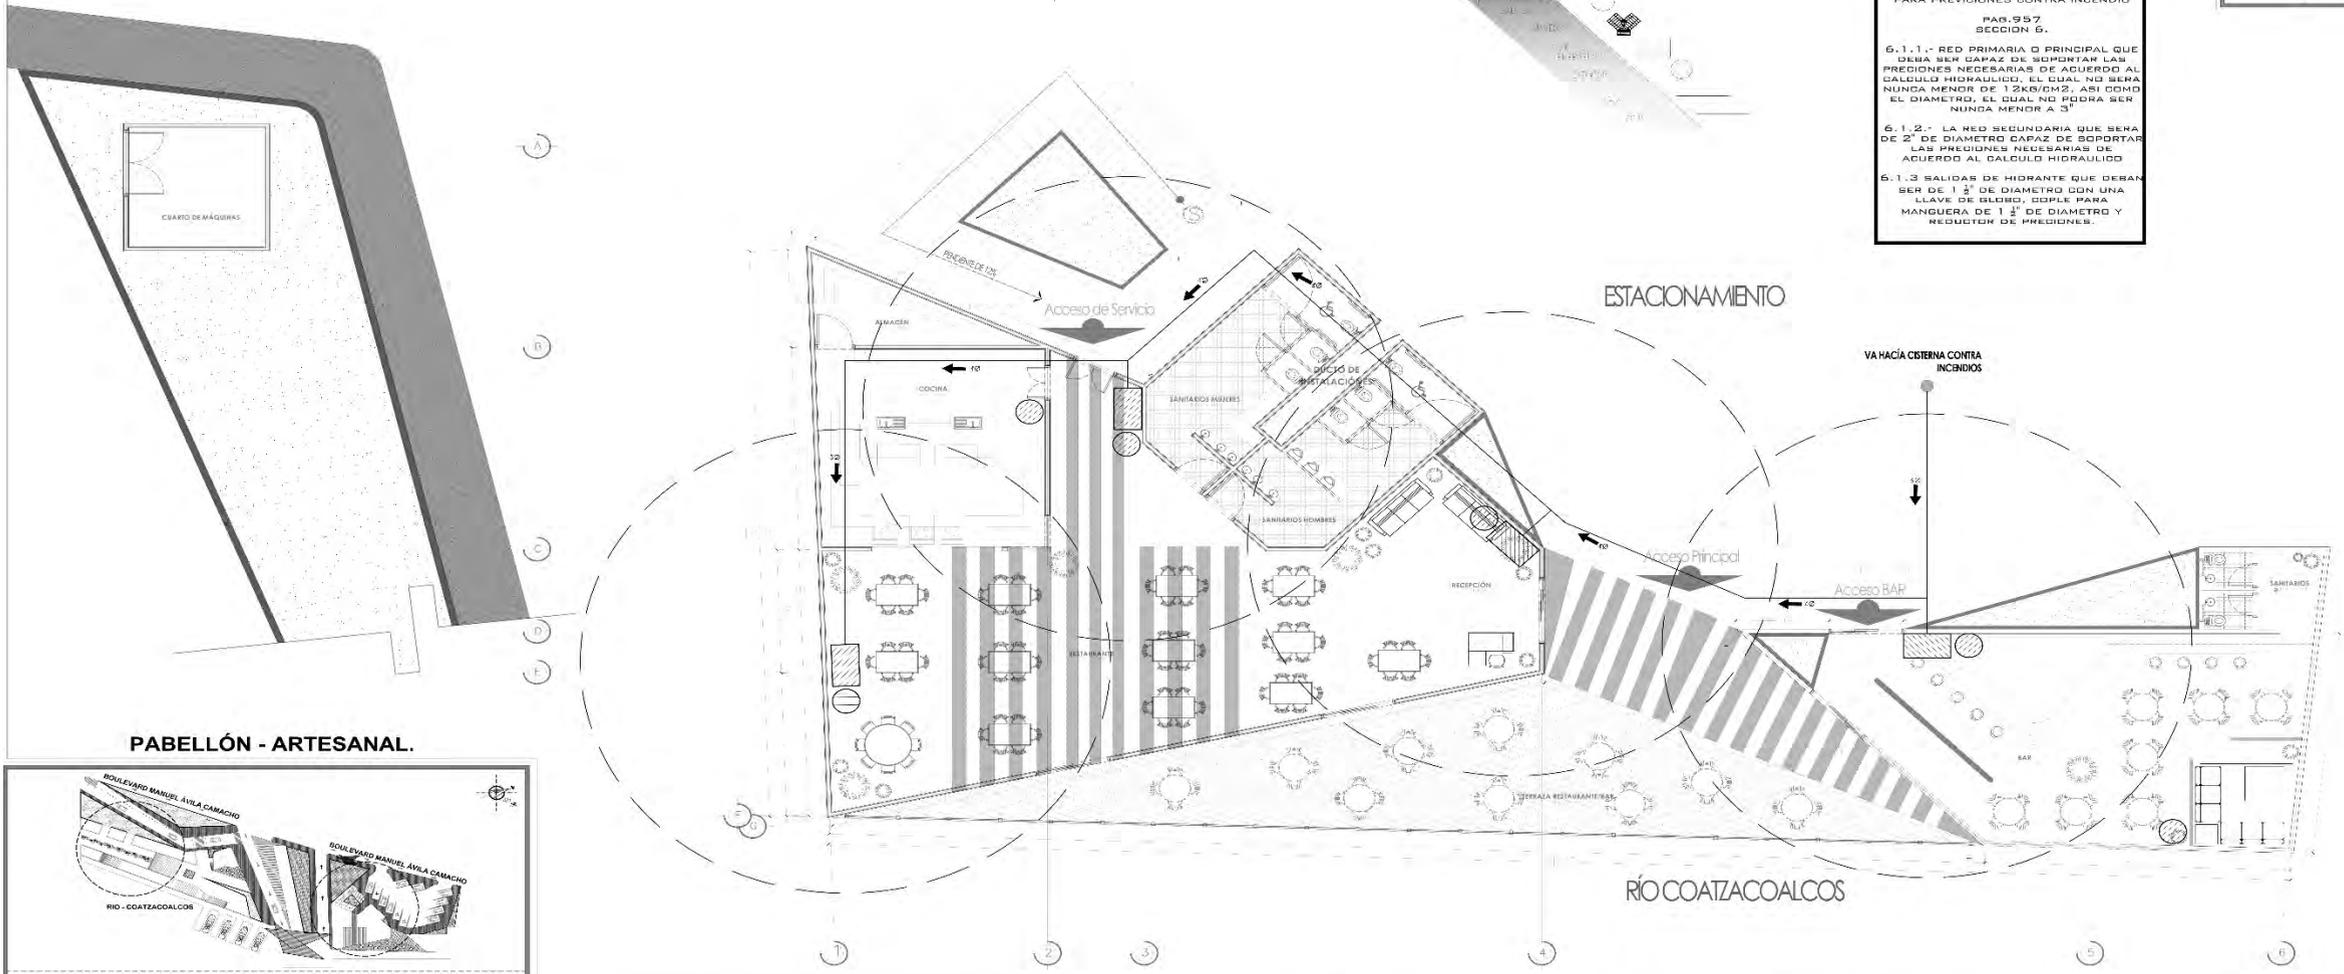 PARA PREVICIONES CONTRA INCENDIO
PAG.957
SECCION 6.
6.1.1.- RED PRIMARIA O PRINCIPAL QUE
DEBA SER CAPAZ DE SOPORTAR LAS
PRECIONES NECESARIAS DE ACUERDO AL
CALCULO HIDRAULICO, EL CUAL NO SERA
NUNCA MENOR DE 12KG/CM2, ASI COMO
EL DIAMETRO, EL CUAL NO PODRA SER
NUNCA MENOR A 3"
6.1.2.- LA RED SECUNDARIA QUE SERA
DE 2" DE DIAMETRO CAPAZ DE SOPORTAR
LAS PRECIONES NECESARIAS DE
ACUERDO AL CALCULO HIDRAULICO
6.1.3 SALIDAS DE HIDRANTE QUE DEBAN
SER DE 1 ½" DE DIAMETRO CON UNA
LLAVE DE GLOBO, COPLE PARA
MANGUERA DE 1 ½" DE DIAMETRO Y
REDUCTOR DE PRECIONES.
A
CUARTO DE MÁQUINAS
S
PENDIENTE DE 12%
Acceso de Servicio
ESTACIONAMIENTO
ALMACÉN
B
VA HACÍA CISTERNA CONTRA
INCENDIOS
DUCTO DE
INSTALACIONES
COCINA
SANITARIOS MUJERES
SANITARIOS HOMBRES
C
Acceso Principal
RECEPCIÓN
Acceso BAR
SANITARIOS
D
RESTAURANTE
E
PABELLÓN - ARTESANAL.
BAR
TERRAZA RESTAURANTE/BAR
F
G
BOULEVARD MANUEL ÁVILA CAMACHO
BOULEVARD MANUEL ÁVILA CAMACHO
RIO - COATZACOALCOS
RÍO COATZACOALCOS
1
2
3
4
5
6